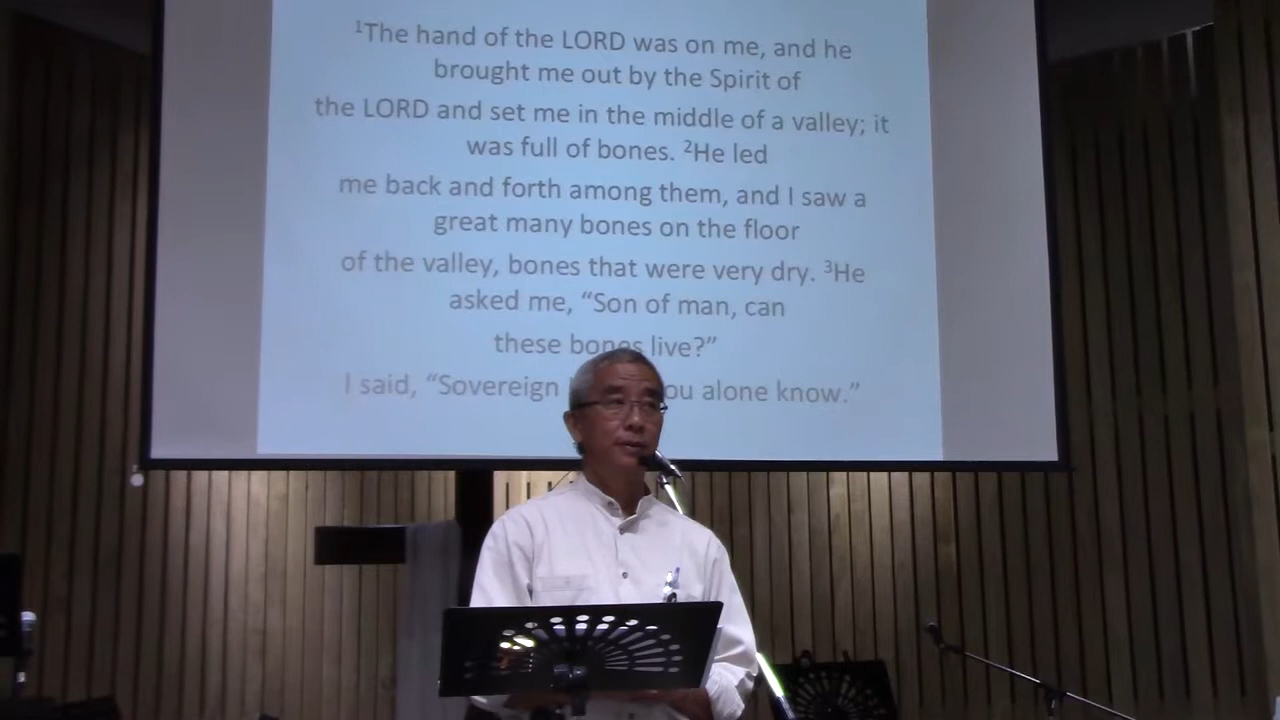 ¹The hand of the LORD was on me, and he
brought me out by the Spirit of
the LORD and set me in the middle of a valley; it
was full of bones. ²He led
me back and forth among them, and I saw a
great many bones on the floor
of the valley, bones that were very dry. ³He
asked me, “Son of man, can
these bones live?”
I said, “Sovereign ou alone know.”